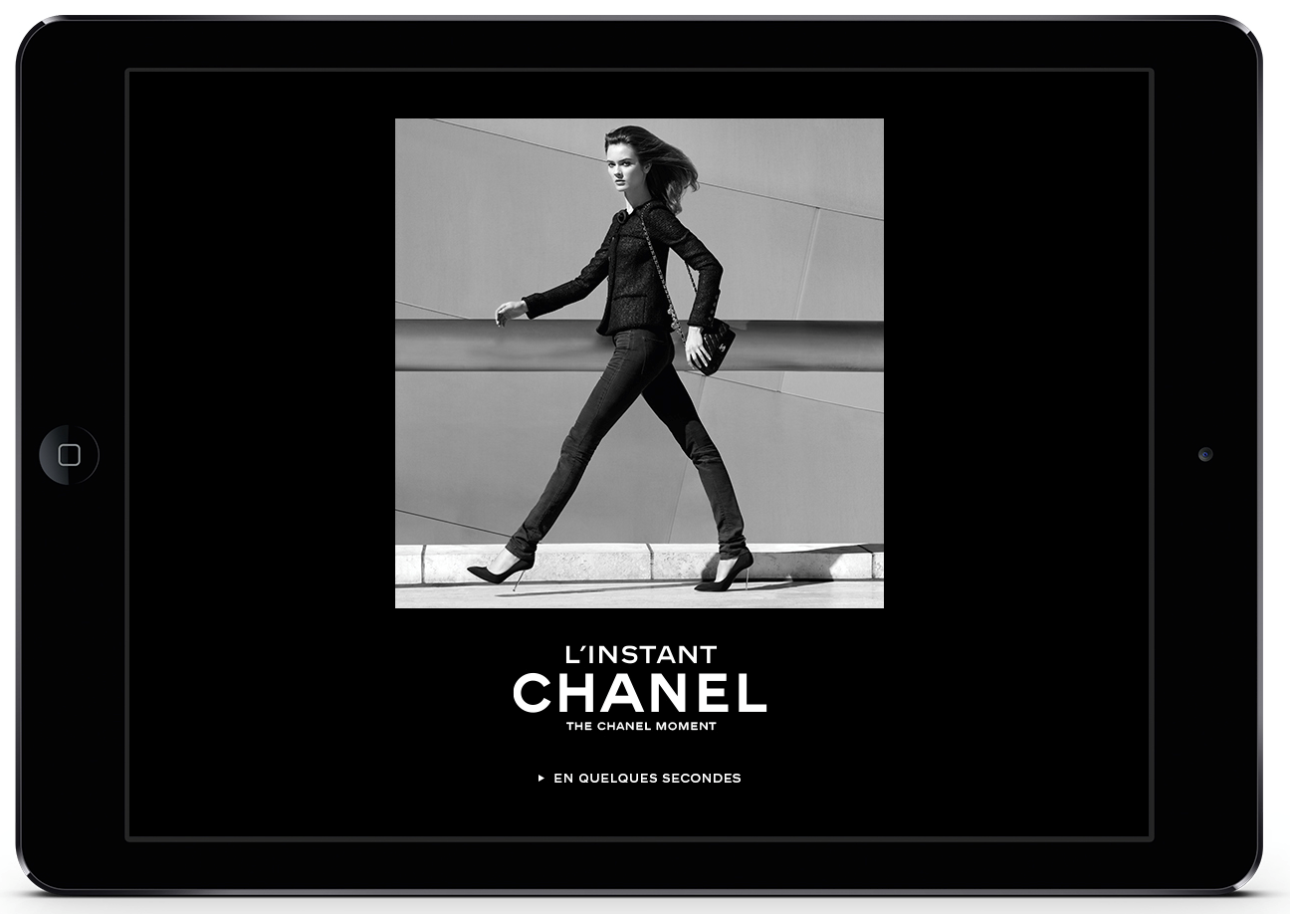 L'INSTANT
CHANEL
THE CHANEL MOMENT
EN QUELQUES SECONDES